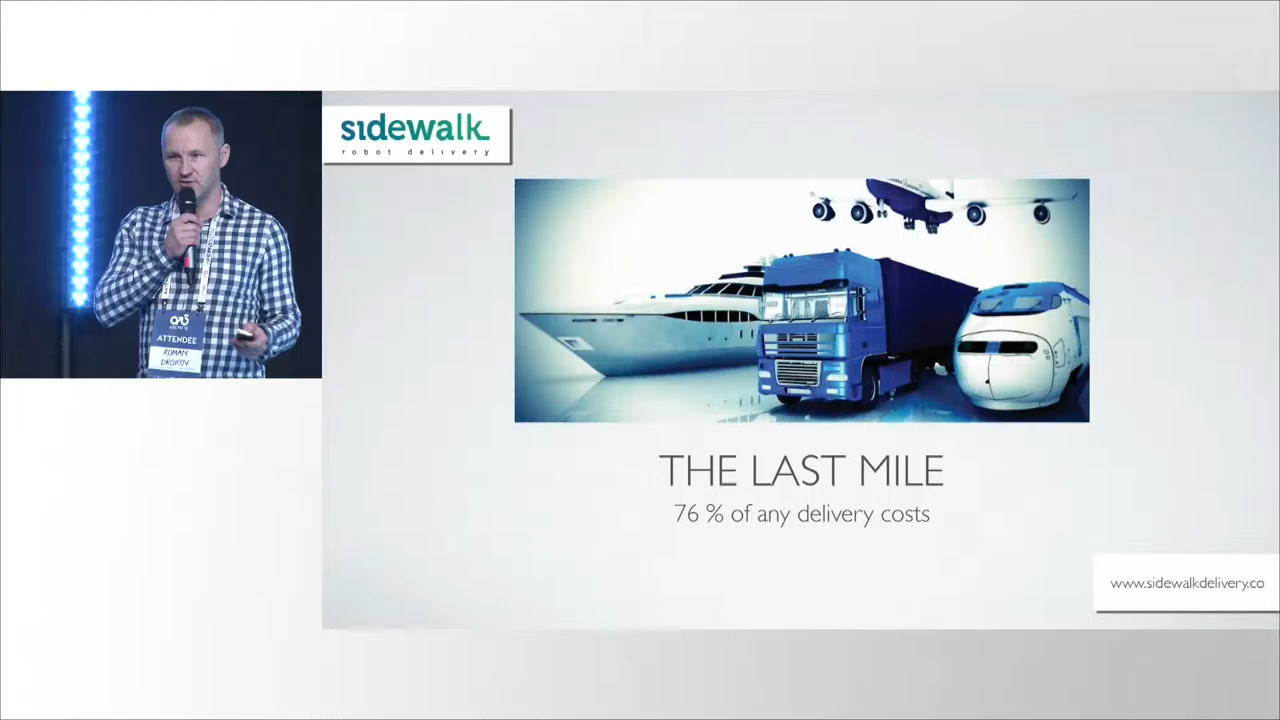 sidewalk
robot delivery
ATTENDEE
ROMAN
DROKOV
THE LAST MILE
76 % of any delivery costs
www.sidewalkdelivery.co